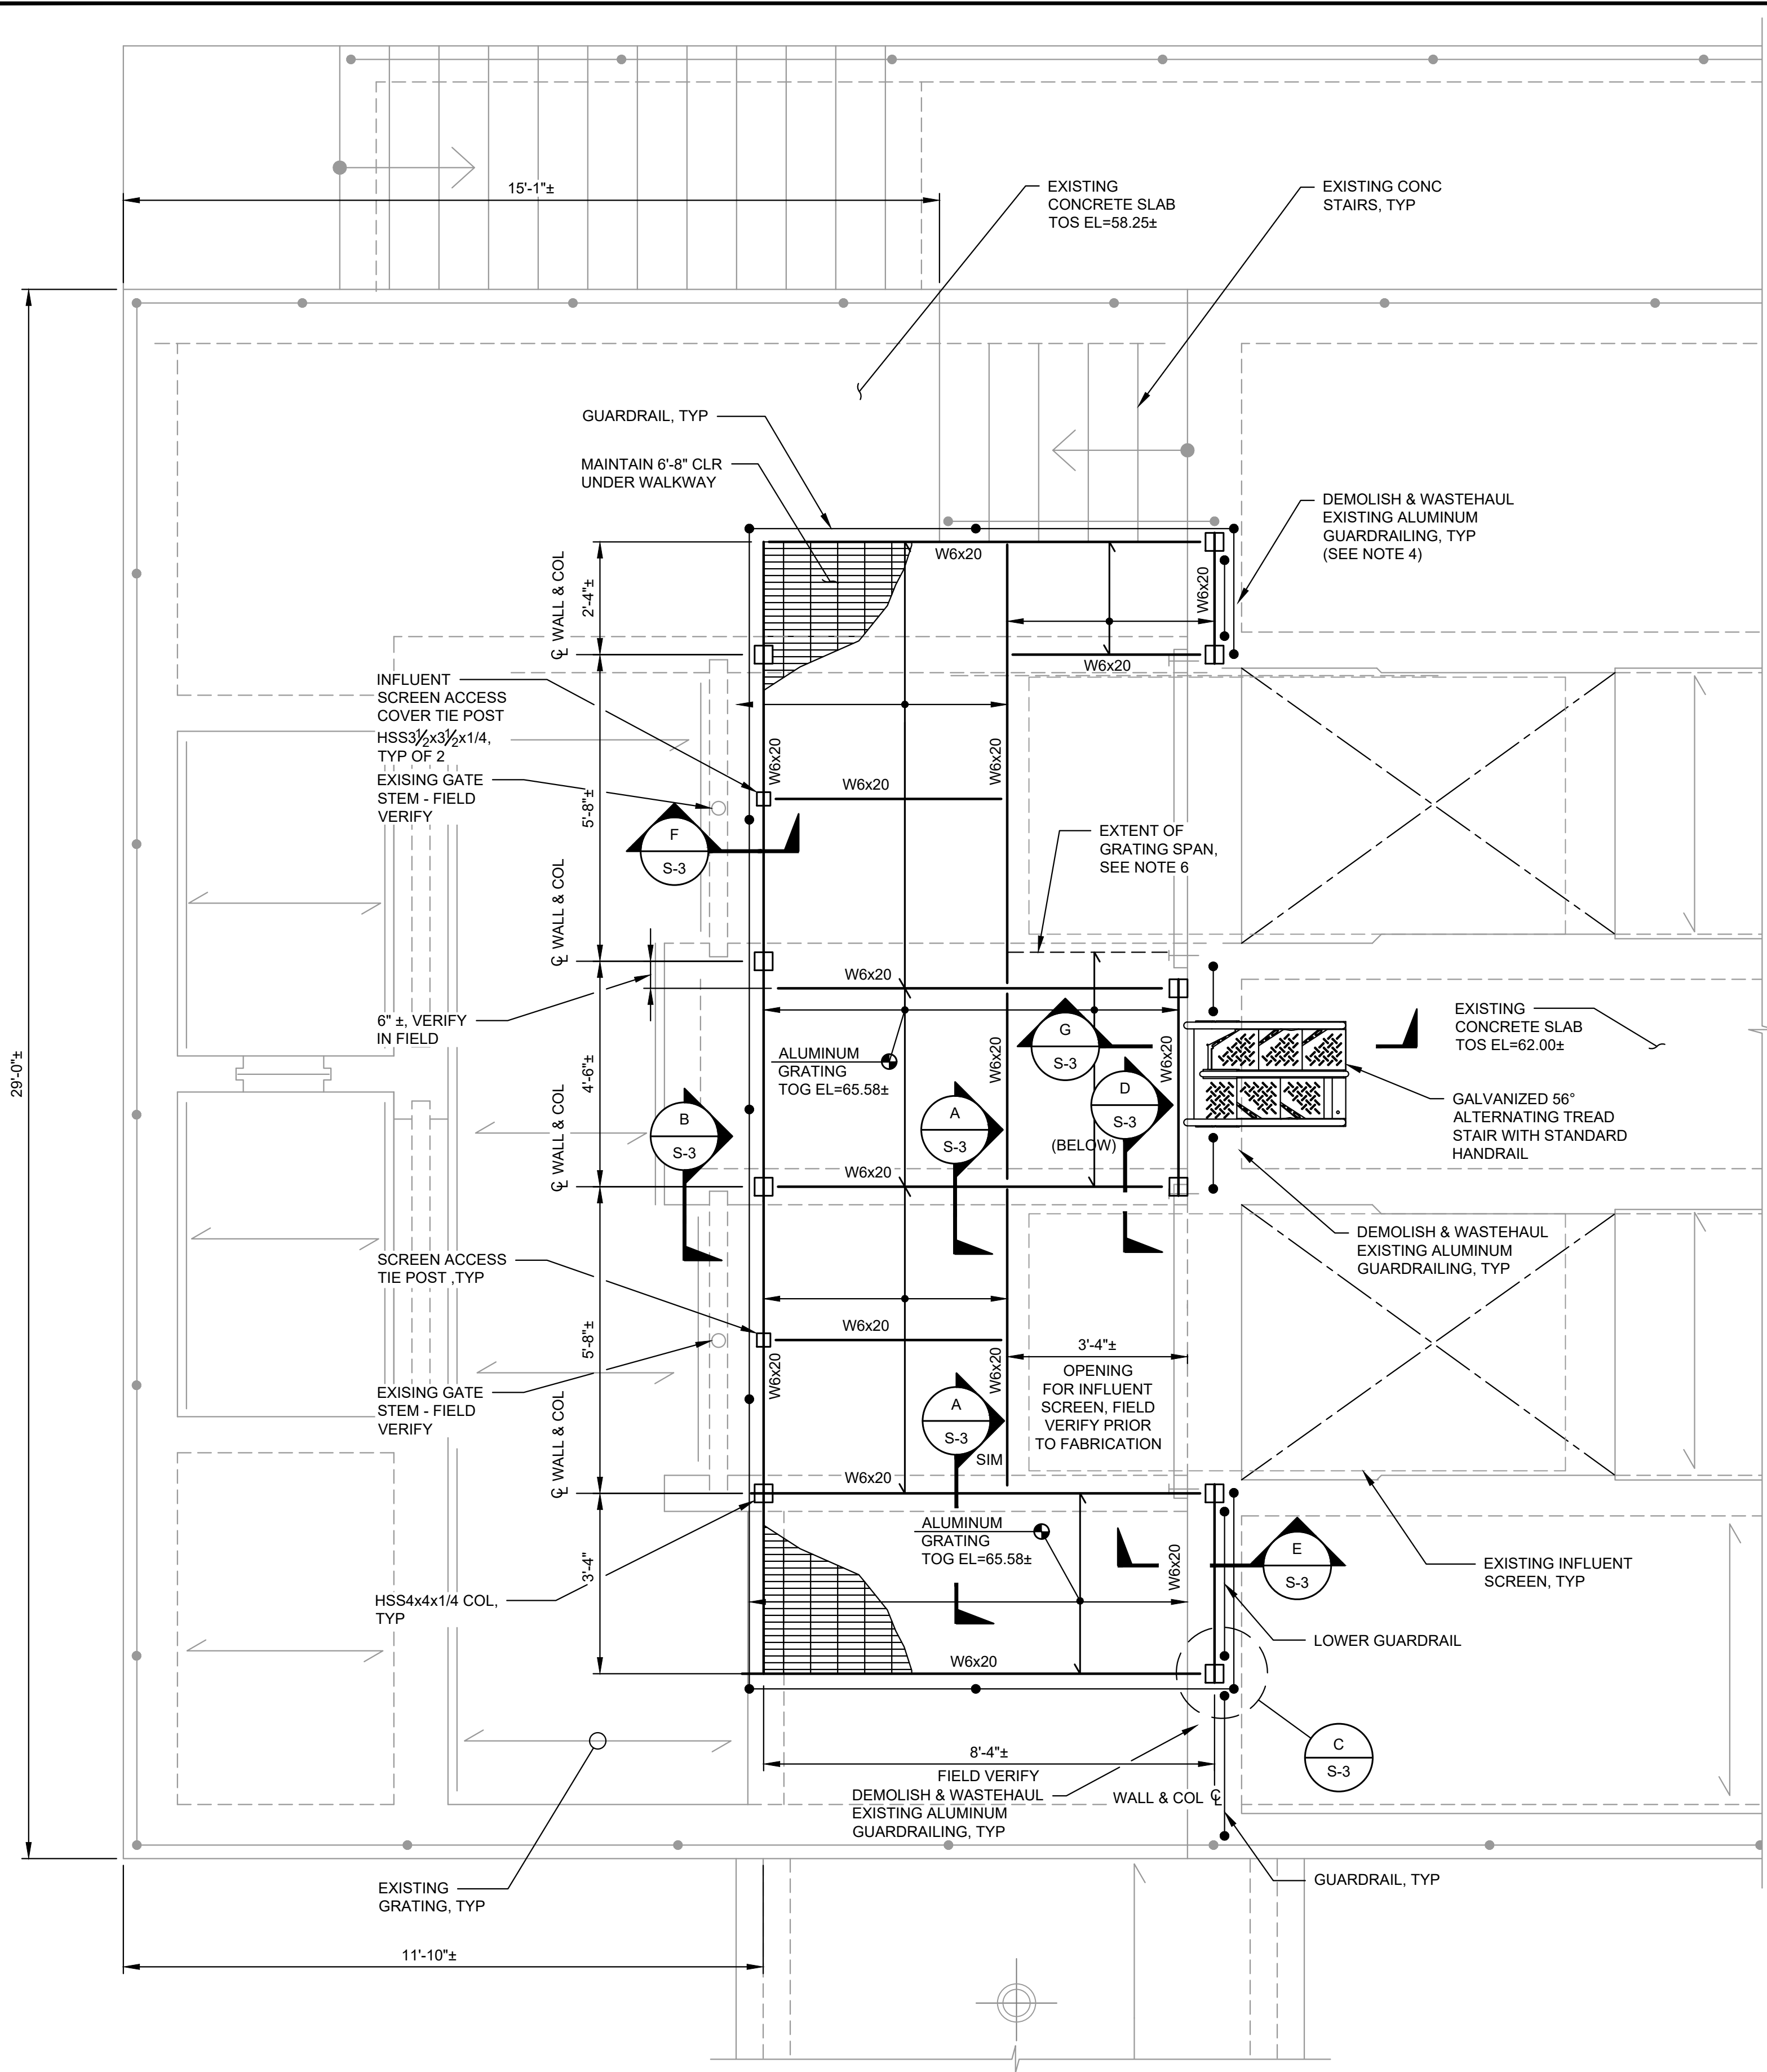 15'-1"±
EXISTING
CONCRETE SLAB
TOS EL=58.25±
EXISTING CONC
STAIRS, TYP
GUARDRAIL, TYP
MAINTAIN 6'-8" CLR
UNDER WALKWAY
DEMOLISH & WASTEHAUL
EXISTING ALUMINUM
GUARDRAILING, TYP
(SEE NOTE 4)
℄ WALL & COL
2'-4"±
W6x20
W6x20
W6x20
INFLUENT
SCREEN ACCESS
COVER TIE POST
HSS3½x3½x1/4,
TYP OF 2
EXISING GATE
STEM - FIELD
VERIFY
5'-8"±
W6x20
W6x20
W6x20
F
S-3
EXTENT OF
GRATING SPAN,
SEE NOTE 6
℄ WALL & COL
W6x20
6" ±, VERIFY
IN FIELD
4'-6"±
29'-0"±
ALUMINUM
GRATING
TOG EL=65.58±
W6x20
G
S-3
W6x20
EXISTING
CONCRETE SLAB
TOS EL=62.00±
B
S-3
A
S-3
D
S-3
(BELOW)
GALVANIZED 56°
ALTERNATING TREAD
STAIR WITH STANDARD
HANDRAIL
℄ WALL & COL
W6x20
DEMOLISH & WASTEHAUL
EXISTING ALUMINUM
GUARDRAILING, TYP
SCREEN ACCESS
TIE POST ,TYP
5'-8"±
W6x20
W6x20
W6x20
3'-4"±
OPENING
FOR INFLUENT
SCREEN, FIELD
VERIFY PRIOR
TO FABRICATION
EXISING GATE
STEM - FIELD
VERIFY
A
S-3
SIM
℄ WALL & COL
W6x20
ALUMINUM
GRATING
TOG EL=65.58±
3'-4"
W6x20
E
S-3
EXISTING INFLUENT
SCREEN, TYP
HSS4x4x1/4 COL,
TYP
LOWER GUARDRAIL
W6x20
C
S-3
8'-4"±
FIELD VERIFY
DEMOLISH & WASTEHAUL
EXISTING ALUMINUM
GUARDRAILING, TYP
WALL & COL ℄
EXISTING
GRATING, TYP
GUARDRAIL, TYP
11'-10"±